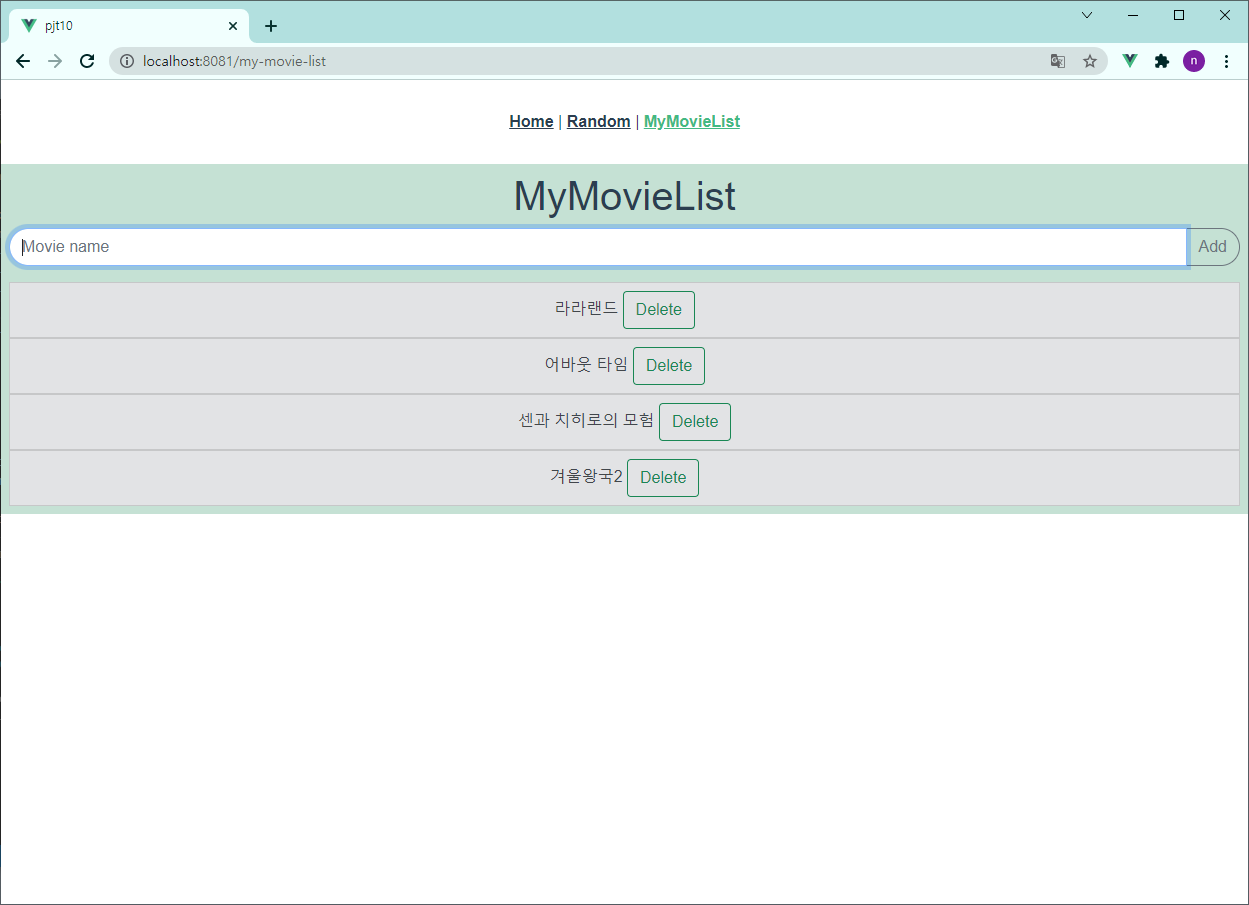 pjt10
localhost:8081/my-movie-list
n
Home | Random | MyMovieList
MyMovieList
Movie name Add
라라랜드 Delete
어바웃 타임 Delete
센과 치히로의 모험 Delete
겨울왕국2 Delete